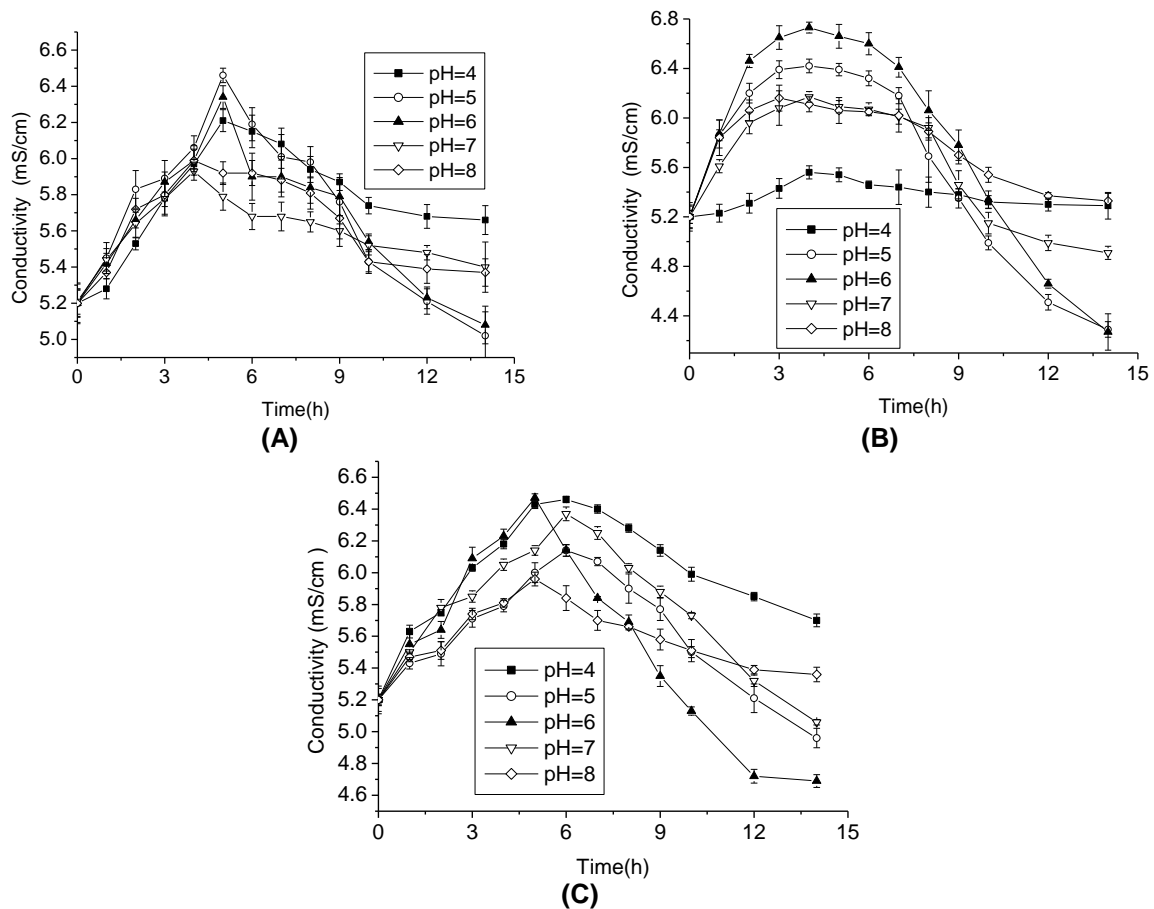 6.6
6.4
6.2
6.0
5.8
5.6
5.4
5.2
5.0
Conductivity (mS/cm)
pH=4
pH=5
pH=6
pH=7
pH=8
0 3 6 9 12 15
Time(h)
(A)
6.8
6.4
6.0
5.6
5.2
4.8
4.4
Conductivity (mS/cm)
pH=4
pH=5
pH=6
pH=7
pH=8
0 3 6 9 12 15
Time(h)
(B)
6.6
6.4
6.2
6.0
5.8
5.6
5.4
5.2
5.0
4.8
4.6
Conductivity (mS/cm)
pH=4
pH=5
pH=6
pH=7
pH=8
0 3 6 9 12 15
Time(h)
(C)